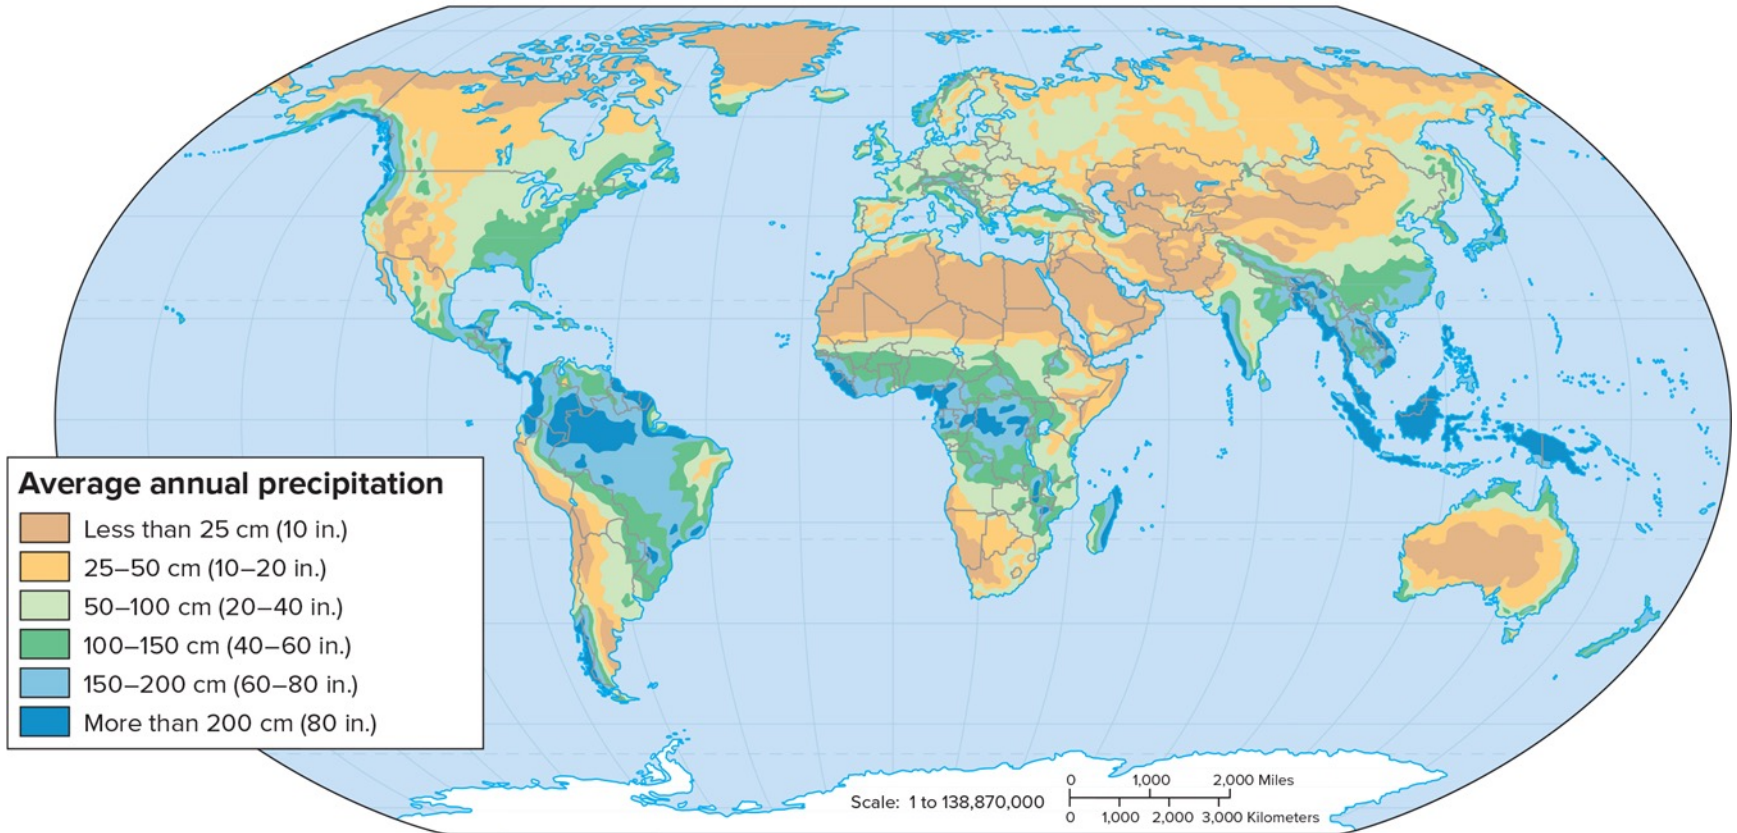 Average annual precipitation
Less than 25 cm (10 in.)
25–50 cm (10–20 in.)
50–100 cm (20–40 in.)
100–150 cm (40–60 in.)
150–200 cm (60–80 in.)
More than 200 cm (80 in.)
0 1,000 2,000 Miles
Scale: 1 to 138,870,000
0 1,000 2,000 3,000 Kilometers